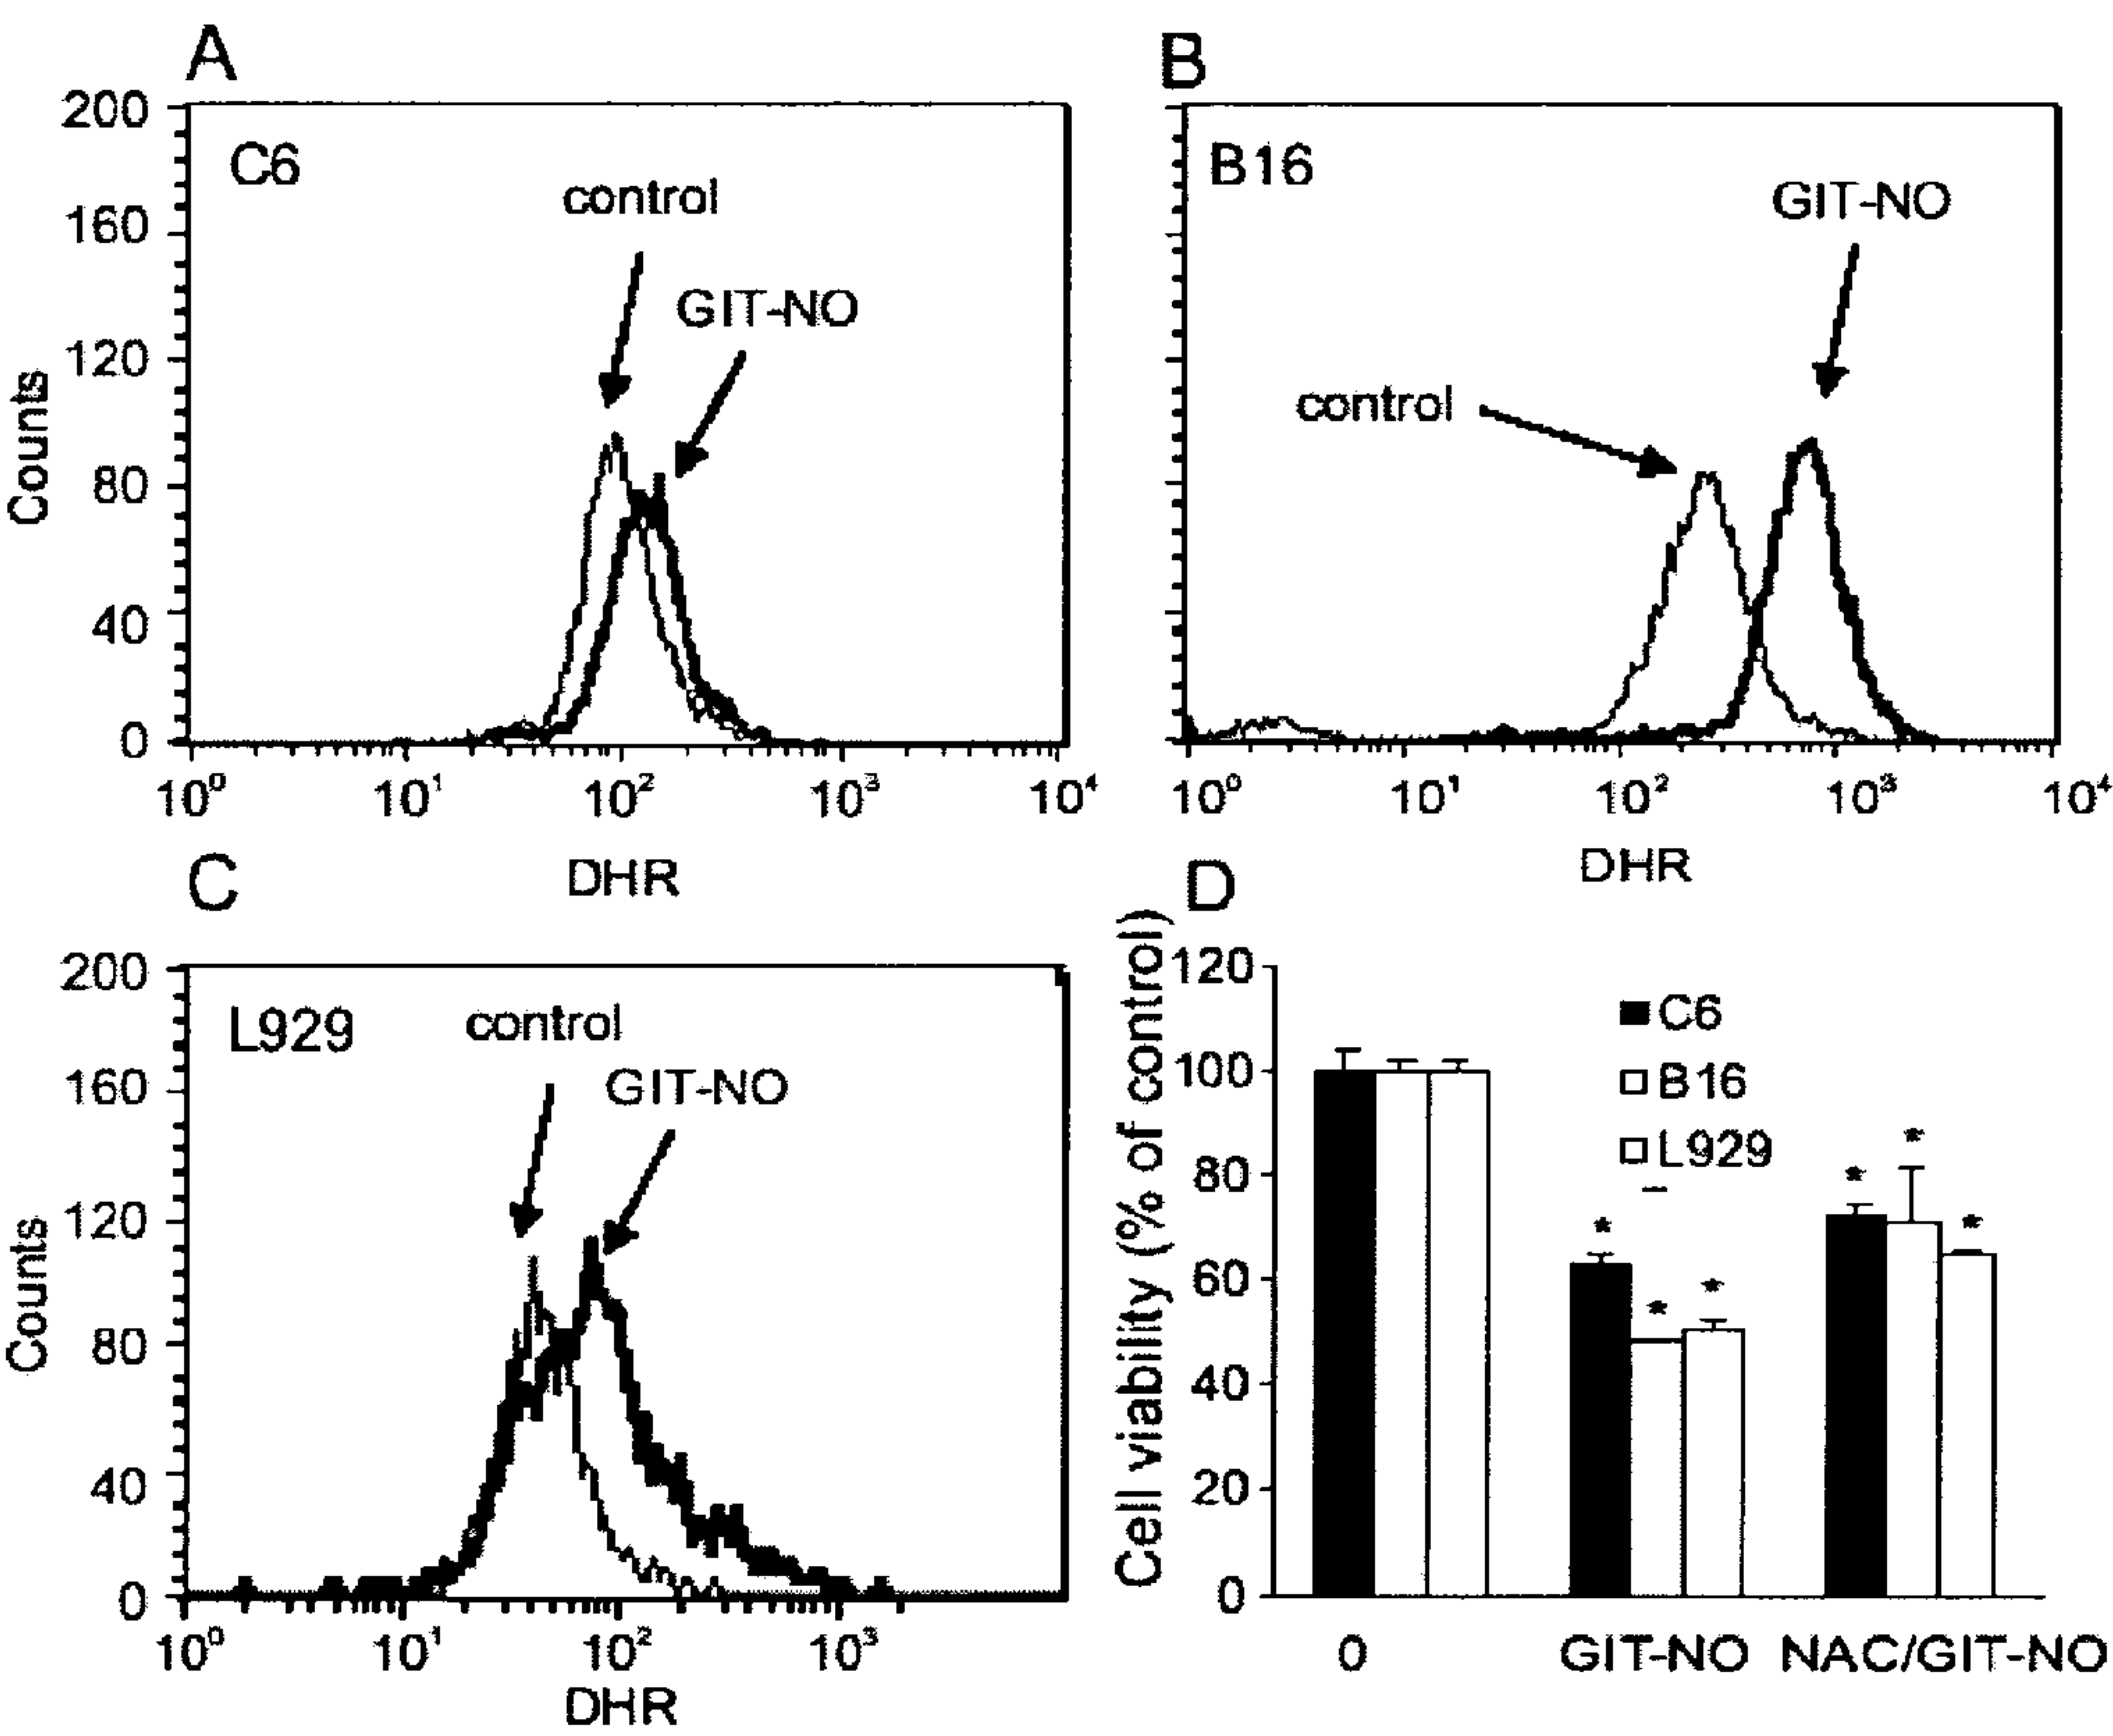 A
200
160
120
80
40
0
Counts
C6
control
GIT-NO
10⁰ 10¹ 10² 10³ 10⁴
DHR
B
B16
GIT-NO
control
10⁰ 10¹ 10² 10³ 10⁴
DHR
C
200
160
120
80
40
0
Counts
L929
control
GIT-NO
10⁰ 10¹ 10² 10³
DHR
D
Cell viability (% of control)
120
100
80
60
40
20
0
C6
B16
L929
* * *
* * *
0 GIT-NO NAC/GIT-NO